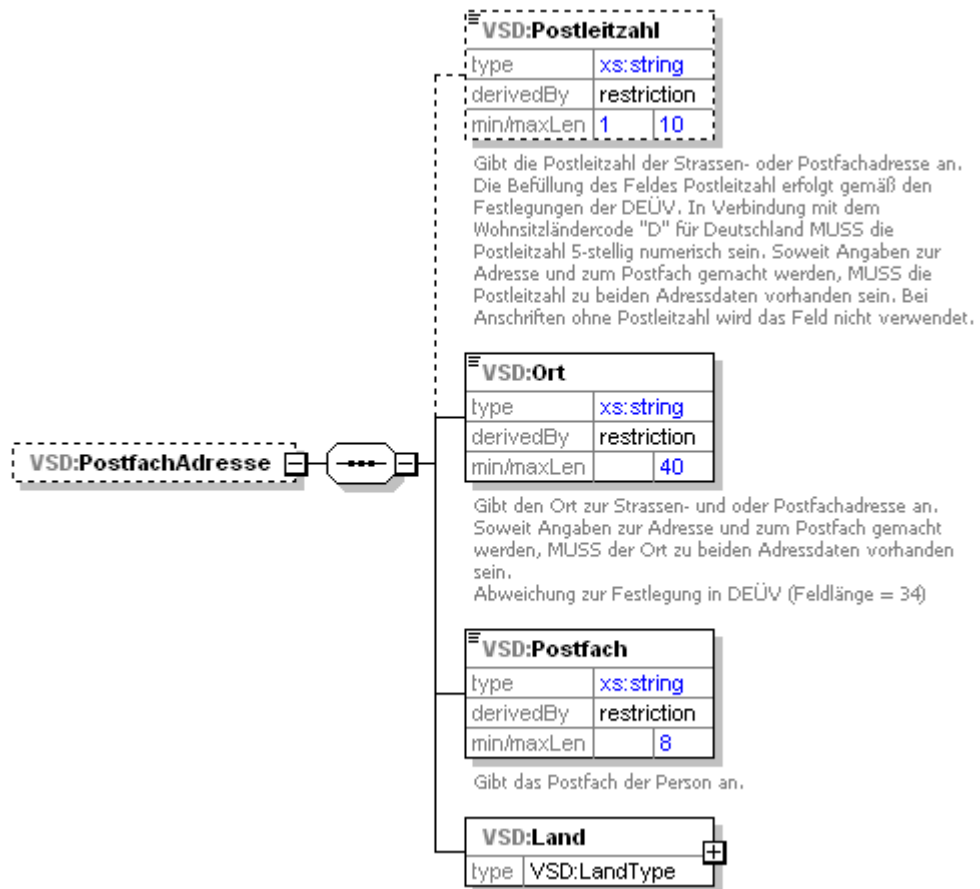 VSD:Postleitzahl
type xs:string
derivedBy restriction
min/maxLen 1 10
Gibt die Postleitzahl der Strassen- oder Postfachadresse an.
Die Befüllung des Feldes Postleitzahl erfolgt gemäß den
Festlegungen der DEÜV. In Verbindung mit dem
Wohnsitzländercode "D" für Deutschland MUSS die
Postleitzahl 5-stellig numerisch sein. Soweit Angaben zur
Adresse und zum Postfach gemacht werden, MUSS die
Postleitzahl zu beiden Adressdaten vorhanden sein. Bei
Anschriften ohne Postleitzahl wird das Feld nicht verwendet.
VSD:Ort
type xs:string
derivedBy restriction
min/maxLen 40
Gibt den Ort zur Strassen- und oder Postfachadresse an.
Soweit Angaben zur Adresse und zum Postfach gemacht
werden, MUSS der Ort zu beiden Adressdaten vorhanden
sein.
Abweichung zur Festlegung in DEÜV (Feldlänge = 34)
VSD:PostfachAdresse
VSD:Postfach
type xs:string
derivedBy restriction
min/maxLen 8
Gibt das Postfach der Person an.
VSD:Land
type VSD:LandType